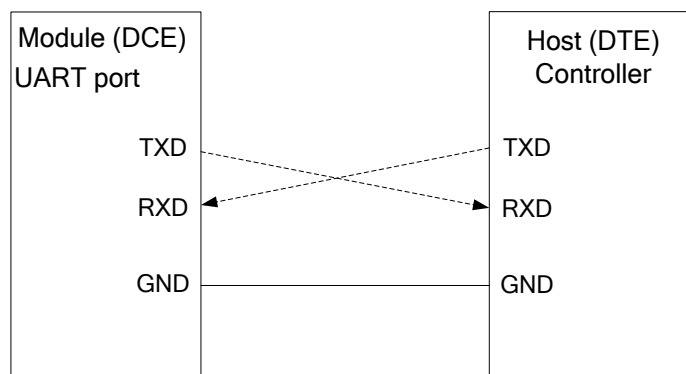 Module (DCE)
UART port
TXD
RXD
GND
Host (DTE)
Controller
TXD
RXD
GND